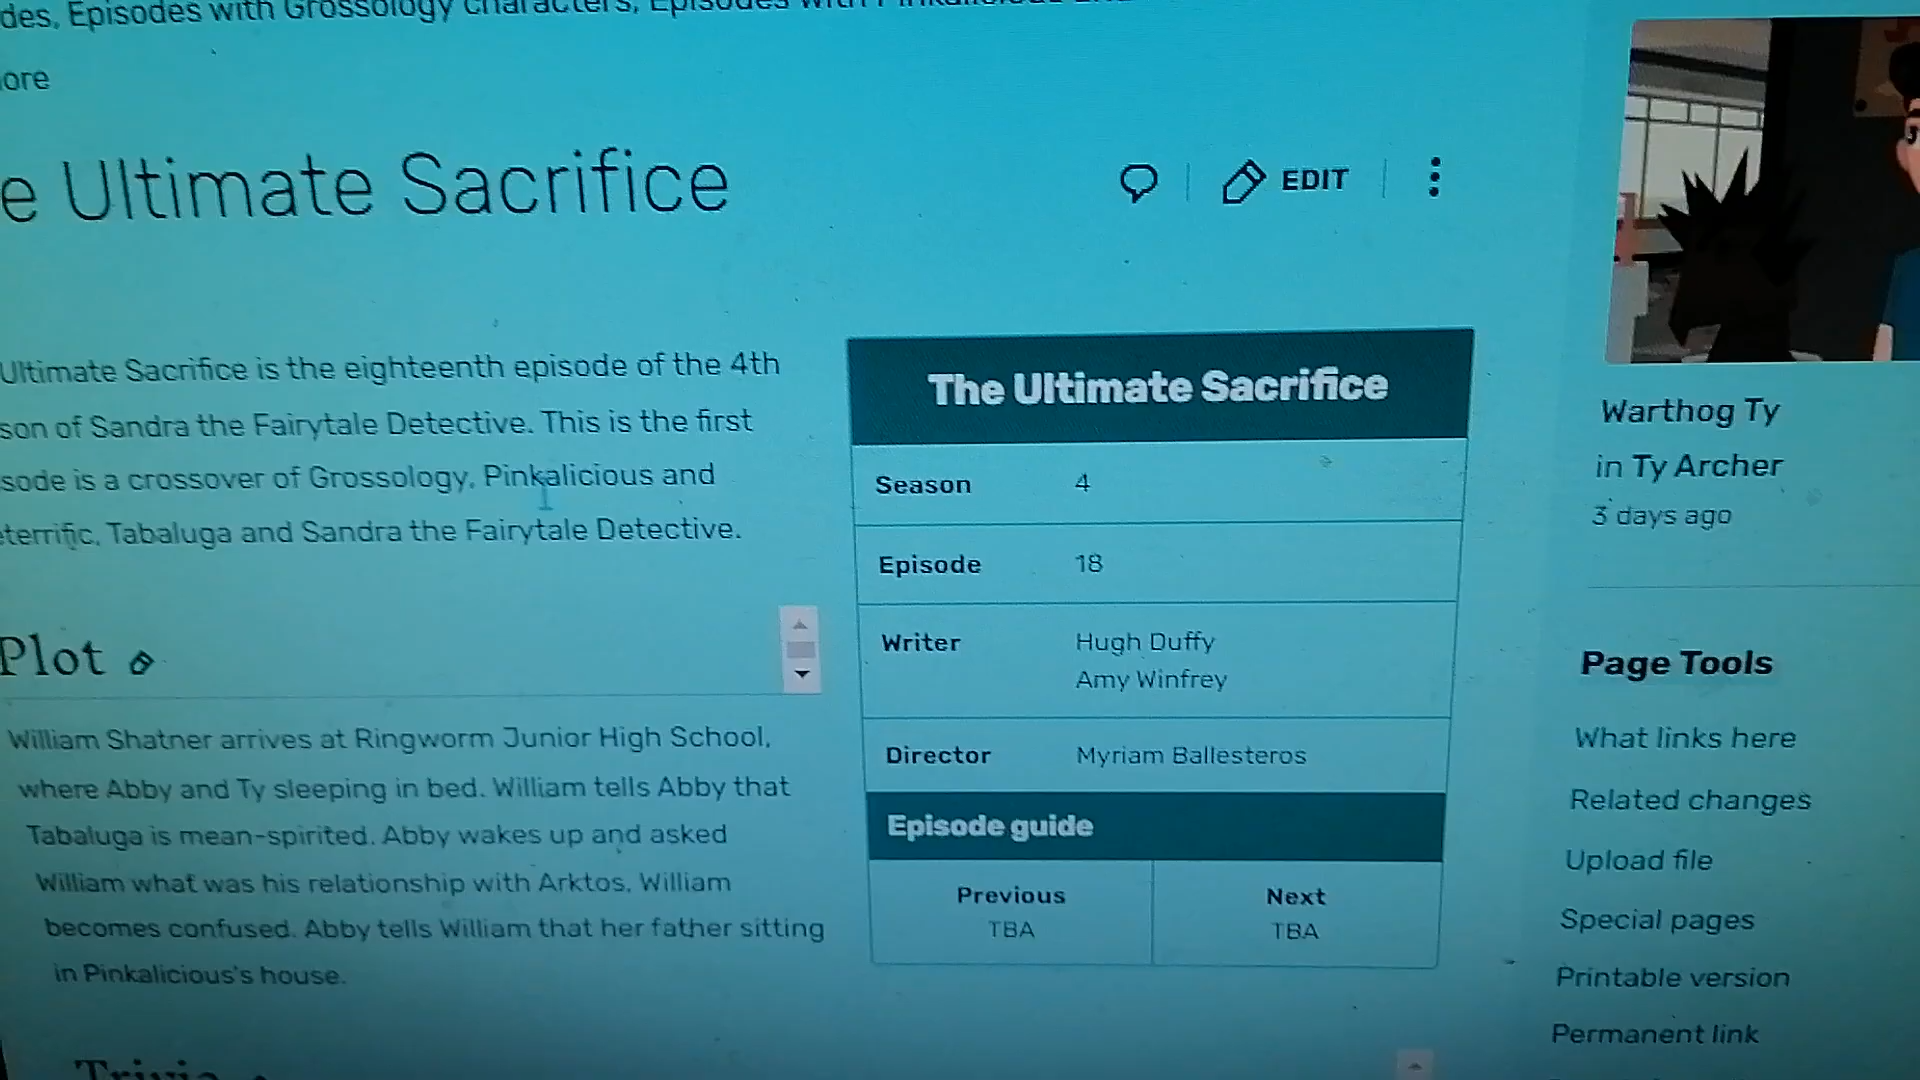 des, Episodes with Grossology characters, Episodes with
ore
e Ultimate Sacrifice
EDIT
Ultimate Sacrifice is the eighteenth episode of the 4th
son of Sandra the Fairytale Detective. This is the first
sode is a crossover of Grossology, Pinkalicious and
eterrific, Tabaluga and Sandra the Fairytale Detective.
Plot
William Shatner arrives at Ringworm Junior High School,
where Abby and Ty sleeping in bed. William tells Abby that
Tabaluga is mean-spirited. Abby wakes up and asked
William what was his relationship with Arktos, William
becomes confused. Abby tells William that her father sitting
in Pinkalicious's house.
Trivia
The Ultimate Sacrifice
Season 4
Episode 18
Writer Hugh Duffy
Amy Winfrey
Director Myriam Ballesteros
Episode guide
Previous Next
TBA TBA
Warthog Ty
in Ty Archer
3 days ago
Page Tools
What links here
Related changes
Upload file
Special pages
Printable version
Permanent link